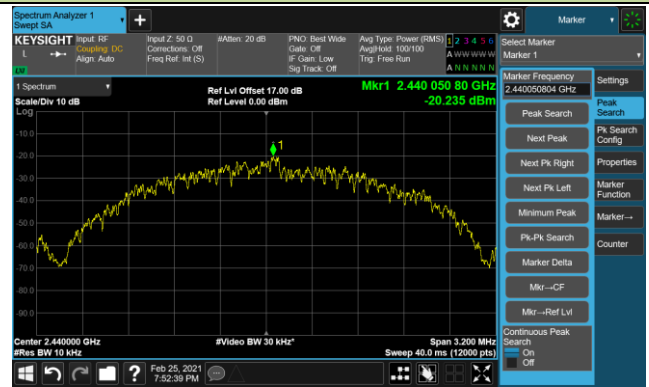 Spectrum Analyzer 1
Swept SA
+
Marker
KEYSIGHT
L
LW
Input: RF
Coupling: DC
Align: Auto
Input Z: 50 Ω
Corrections: Off
Freq Ref: Int (S)
#Atten: 20 dB
PNO: Best Wide
Gate: Off
IF Gain: Low
Sig Track: Off
Avg Type: Power (RMS)
Avg|Hold: 100/100
Trig: Free Run
1 2 3 4 5 6
A W W W W W
A N N N N N
Select Marker
Marker 1
1 Spectrum
Scale/Div 10 dB
Log
Ref Lvl Offset 17.00 dB
Ref Level 0.00 dBm
Mkr1 2.440 050 80 GHz
-20.235 dBm
1
-10.0
-20.0
-30.0
-40.0
-50.0
-60.0
-70.0
-80.0
-90.0
Center 2.440000 GHz
#Res BW 10 kHz
#Video BW 30 kHz*
Span 3.200 MHz
Sweep 40.0 ms (12000 pts)
Marker Frequency
2.440050804 GHz
Peak Search
Next Peak
Next Pk Right
Next Pk Left
Minimum Peak
Pk-Pk Search
Marker Delta
Mkr→CF
Mkr→Ref Lvl
Continuous Peak
Search
On
Off
Settings
Peak
Search
Pk Search
Config
Properties
Marker
Function
Marker→
Counter
?
Feb 25, 2021
7:52:39 PM